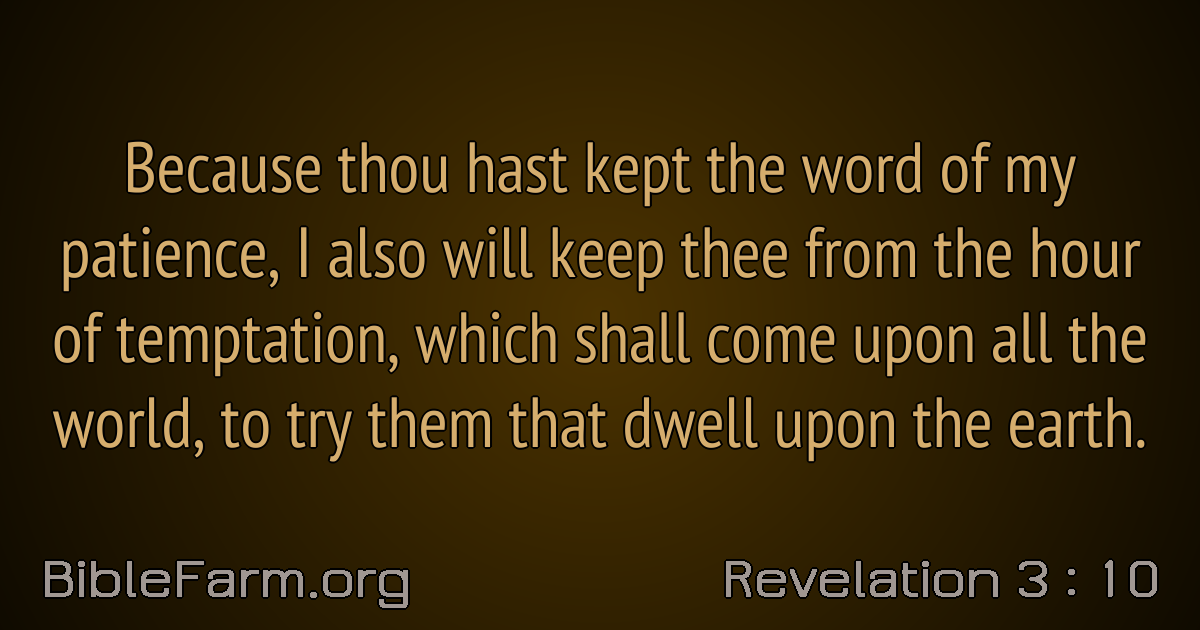 Because thou hast kept the word of my
patience, I also will keep thee from the hour
of temptation, which shall come upon all the
world, to try them that dwell upon the earth.
BibleFarm.org
Revelation 3 : 10